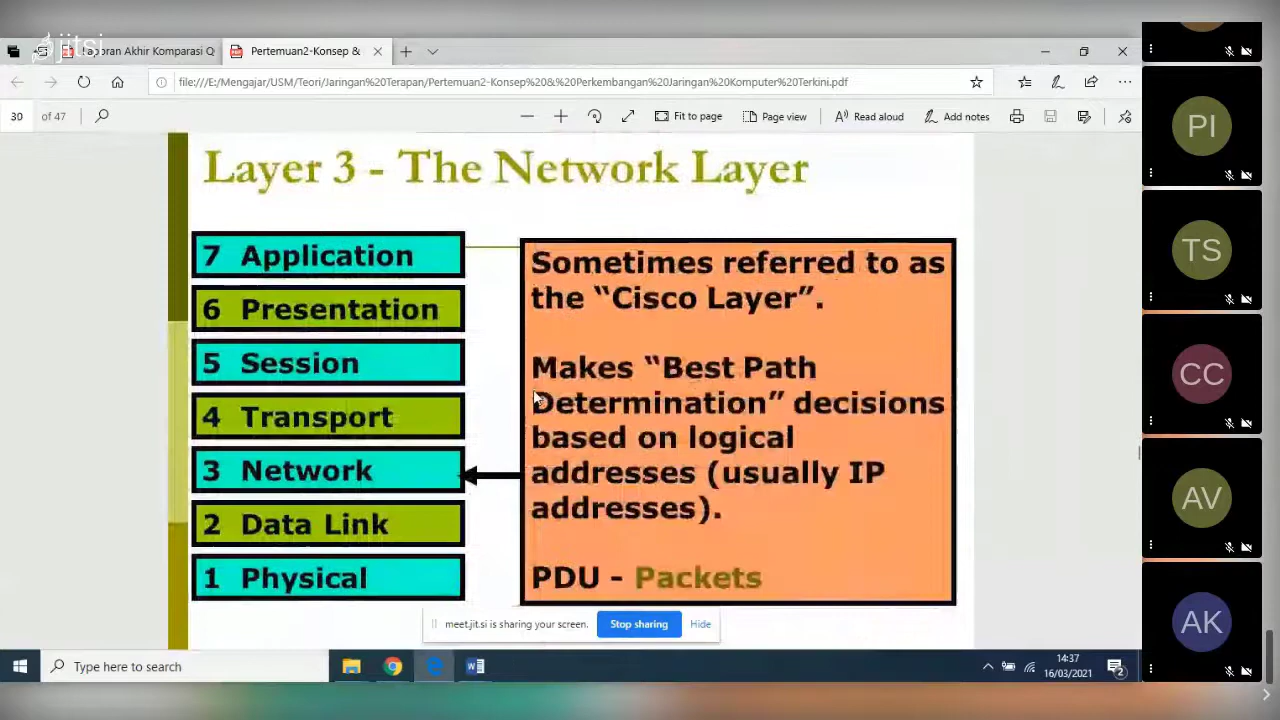 jitsi
aporan Akhir Komparasi Q
Pertemuan2-Konsep &
file:///E:/Mengajar/USM/Teori/Jaringan%20Terapan/Pertemuan2-Konsep%20&%20Perkembangan%20Jaringan%20Komputer%20Terkini.pdf
30 of 47
Fit to page
Page view
Read aloud
Add notes
Layer 3 - The Network Layer
7 Application
6 Presentation
5 Session
4 Transport
3 Network
2 Data Link
1 Physical
Sometimes referred to as
the “Cisco Layer”.
Makes “Best Path
Determination” decisions
based on logical
addresses (usually IP
addresses).
PDU - Packets
meet.jit.si is sharing your screen.
Stop sharing
Hide
Type here to search
14:37
16/03/2021
2
PI
TS
CC
AV
AK